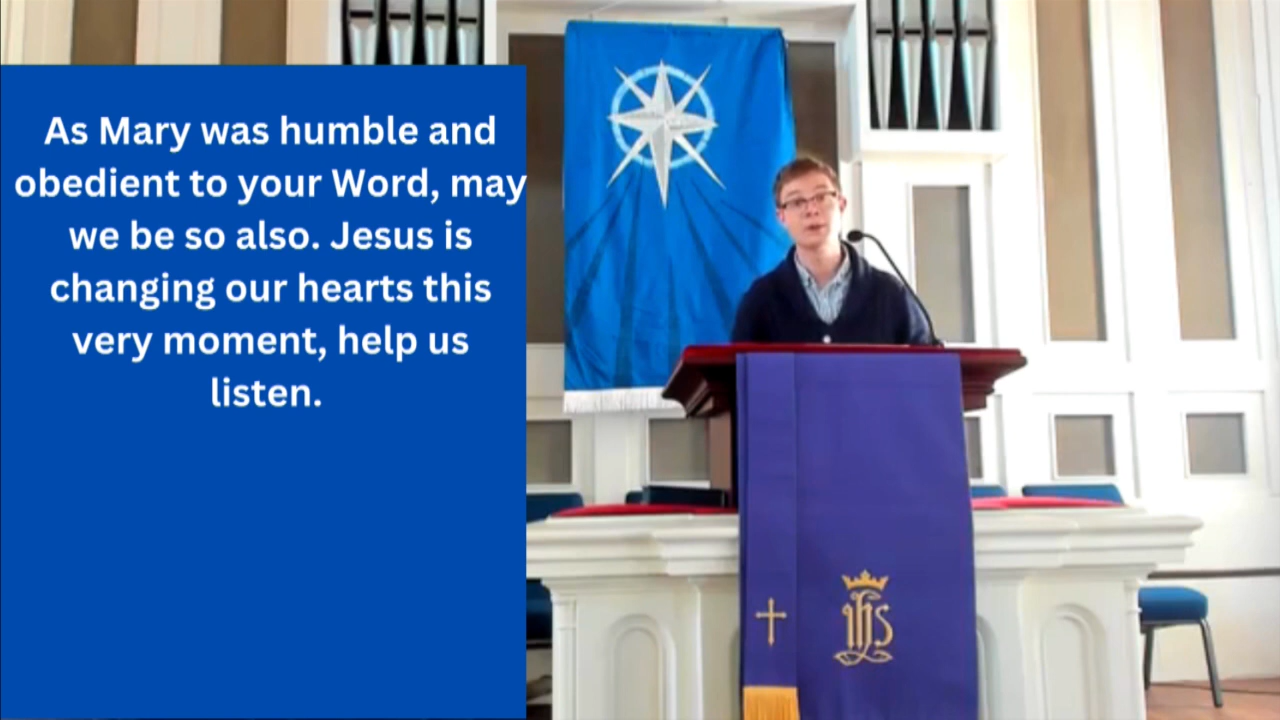 As Mary was humble and
obedient to your Word, may
we be so also. Jesus is
changing our hearts this
very moment, help us
listen.
IHS